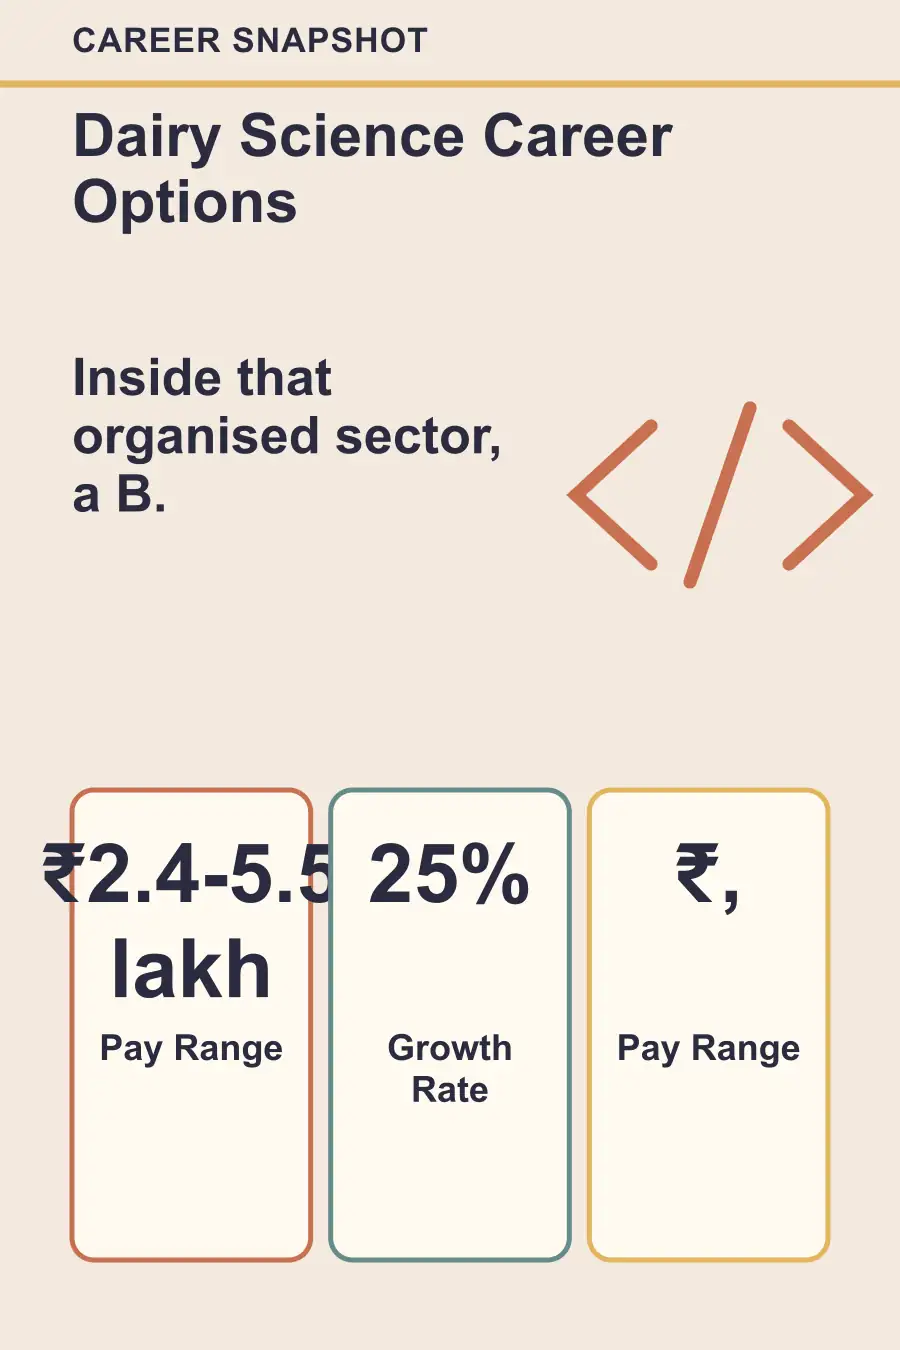 CAREER SNAPSHOT
Dairy Science Career
Options
Inside that
organised sector,
a B.
</>
₹2.4-5.5
lakh
Pay Range
25%
Growth
Rate
₹,
Pay Range